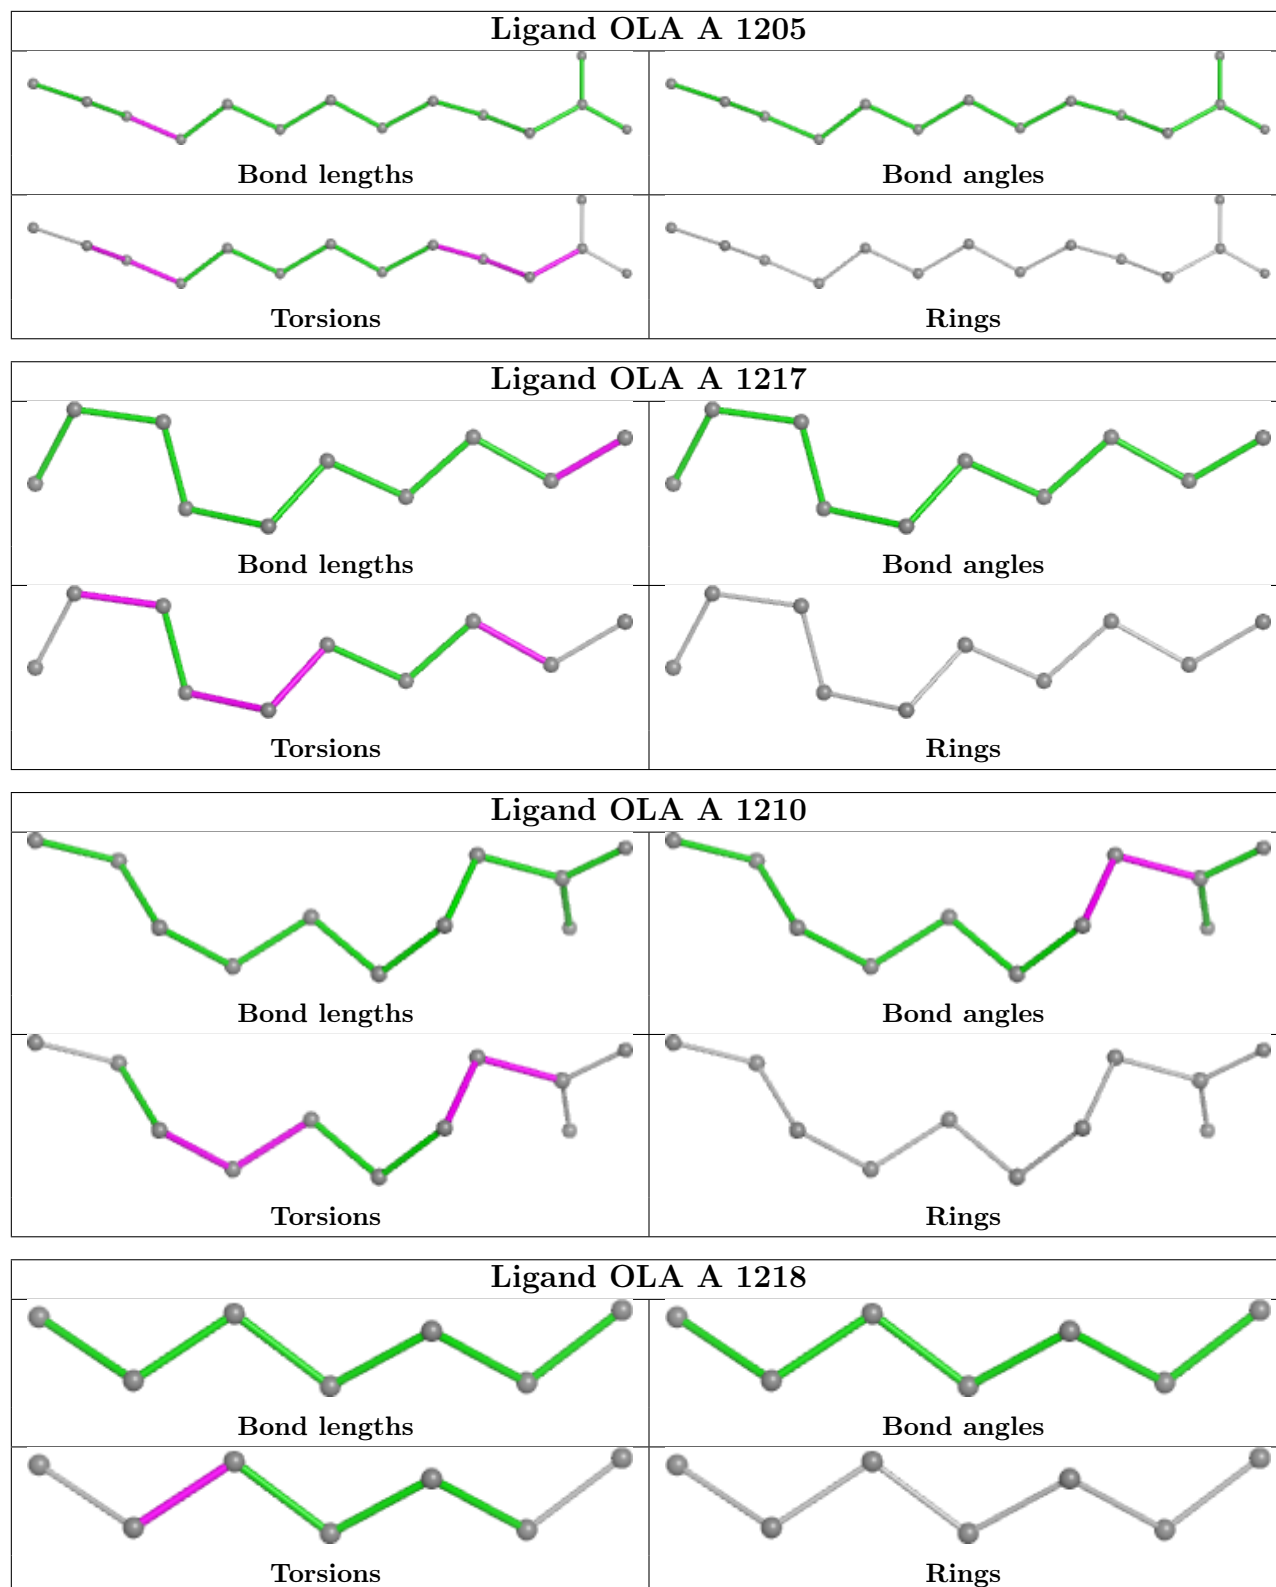 Ligand OLA A 1205
Bond lengths
Bond angles
Torsions
Rings
Ligand OLA A 1217
Bond lengths
Bond angles
Torsions
Rings
Ligand OLA A 1210
Bond lengths
Bond angles
Torsions
Rings
Ligand OLA A 1218
Bond lengths
Bond angles
Torsions
Rings